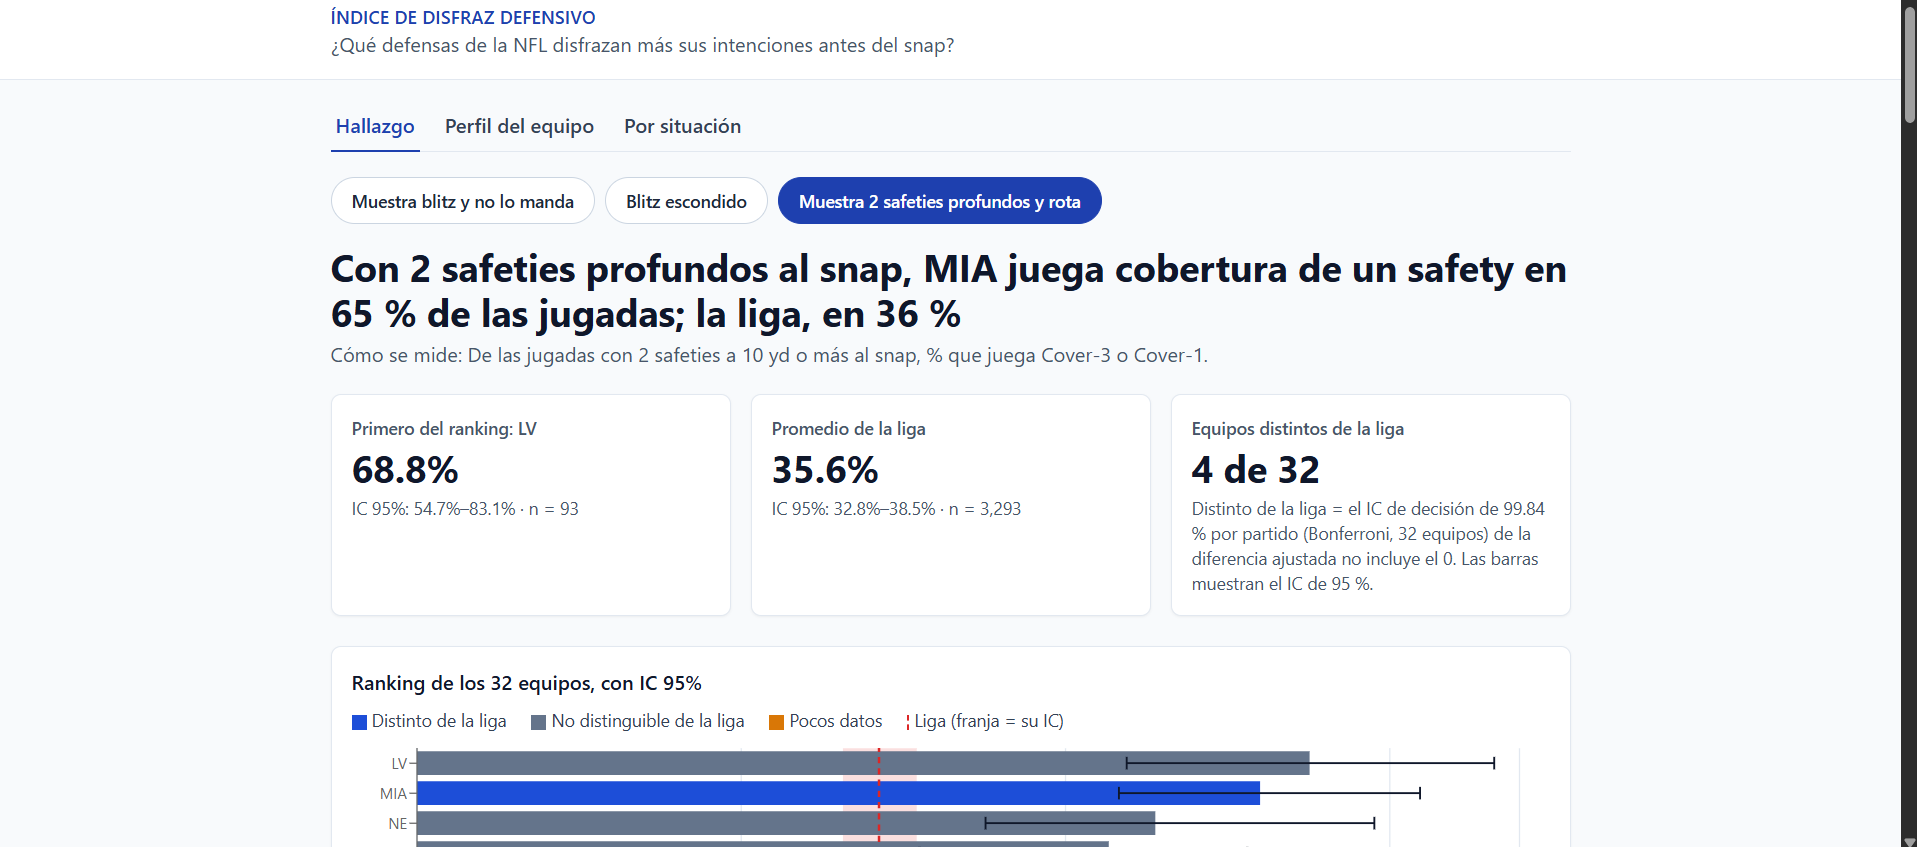 ÍNDICE DE DISFRAZ DEFENSIVO
¿Qué defensas de la NFL disfrazan más sus intenciones antes del snap?
Hallazgo
Perfil del equipo
Por situación
Muestra blitz y no lo manda
Blitz escondido
Muestra 2 safeties profundos y rota
Con 2 safeties profundos al snap, MIA juega cobertura de un safety en
65 % de las jugadas; la liga, en 36 %
Cómo se mide: De las jugadas con 2 safeties a 10 yd o más al snap, % que juega Cover-3 o Cover-1.
Primero del ranking: LV
68.8%
IC 95%: 54.7%–83.1% · n = 93
Promedio de la liga
35.6%
IC 95%: 32.8%–38.5% · n = 3,293
Equipos distintos de la liga
4 de 32
Distinto de la liga = el IC de decisión de 99.84
% por partido (Bonferroni, 32 equipos) de la
diferencia ajustada no incluye el 0. Las barras
muestran el IC de 95 %.
Ranking de los 32 equipos, con IC 95%
Distinto de la liga
No distinguible de la liga
Pocos datos
Liga (franja = su IC)
LV
MIA
NE